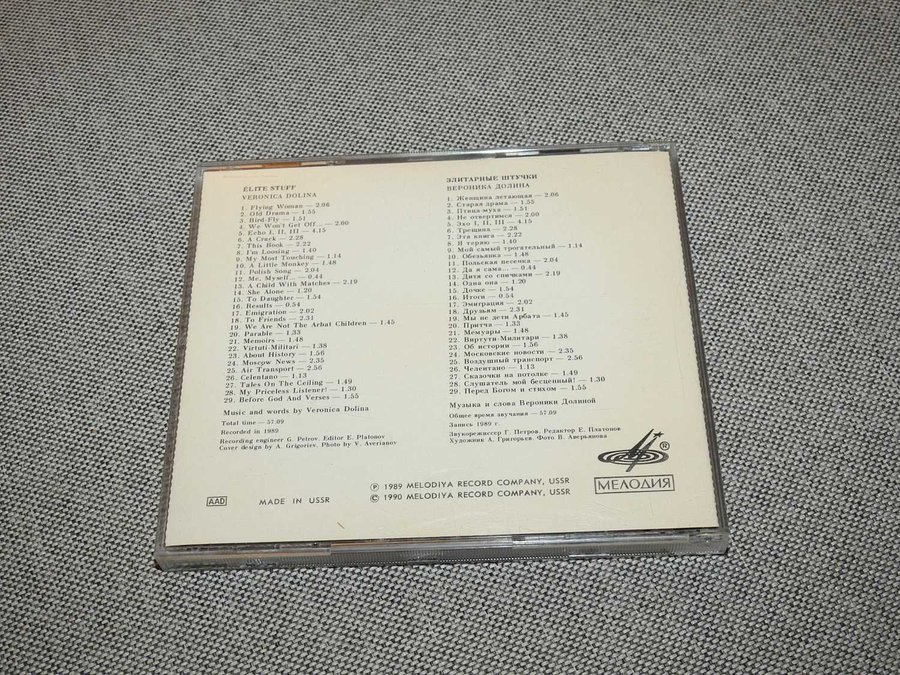 ÉLITE STUFF
VERONICA DOLINA
1. Flying Woman — 2.06
2. Old Drama — 1.55
3. Bird-Fly — 1.51
4. We Won't Get Off... — 2.00
5. Echo I, II, III — 4.15
6. A Crack — 2.28
7. This Book — 2.22
8. I'm Loosing — 1.40
9. My Most Touching — 1.14
10. A Little Monkey — 1.48
11. Polish Song — 2.04
12. Me, Myself... — 0.44
13. A Child With Matches — 2.19
14. She Alone — 1.20
15. To Daughter — 1.54
16. Results — 0.54
17. Emigration — 2.02
18. To Friends — 2.31
19. We Are Not The Arbat Children — 1.45
20. Parable — 1.33
21. Memoirs — 1.48
22. Virtuti-Militari — 1.38
23. About History — 1.56
24. Moscow News — 2.35
25. Air Transport — 2.56
26. Celentano — 1.13
27. Tales On The Ceiling — 1.49
28. My Priceless Listener! — 1.30
29. Before God And Verses — 1.55
Music and words by Veronica Dolina
Total time — 57.09
Recorded in 1989
Recording engineer G. Petrov. Editor E. Platonov
Cover design by A. Grigoriev. Photo by V. Averianov
ЭЛИТАРНЫЕ ШТУЧКИ
ВЕРОНИКА ДОЛИНА
1. Женщина летающая — 2.06
2. Старая драма — 1.55
3. Птица-муха — 1.51
4. Не отвертимся — 2.00
5. Эхо I, II, III — 4.15
6. Трещина — 2.28
7. Эта книга — 2.22
8. Я теряю — 1.40
9. Мой самый трогательный — 1.14
10. Обезьянка — 1.48
11. Польская песенка — 2.04
12. Да я сама... — 0.44
13. Дитя со спичками — 2.19
14. Одна она — 1.20
15. Дочке — 1.54
16. Итоги — 0.54
17. Эмиграция — 2.02
18. Друзьям — 2.31
19. Мы не дети Арбата — 1.45
20. Притча — 1.33
21. Мемуары — 1.48
22. Виртути-Милитари — 1.38
23. Об истории — 1.56
24. Московские новости — 2.35
25. Воздушный транспорт — 2.56
26. Челентано — 1.13
27. Сказочки на потолке — 1.49
28. Слушатель мой бесценный! — 1.30
29. Перед Богом и стихом — 1.55
Музыка и слова Вероники Долиной
Общее время звучания — 57.09
Запись 1989 г.
Звукорежиссер Г. Петров. Редактор Е. Платонов
Художник А. Григорьев. Фото В. Аверьянова
AAD
MADE IN USSR
Ⓟ 1989 MELODIYA RECORD COMPANY, USSR
© 1990 MELODIYA RECORD COMPANY, USSR
®
МЕЛОДИЯ